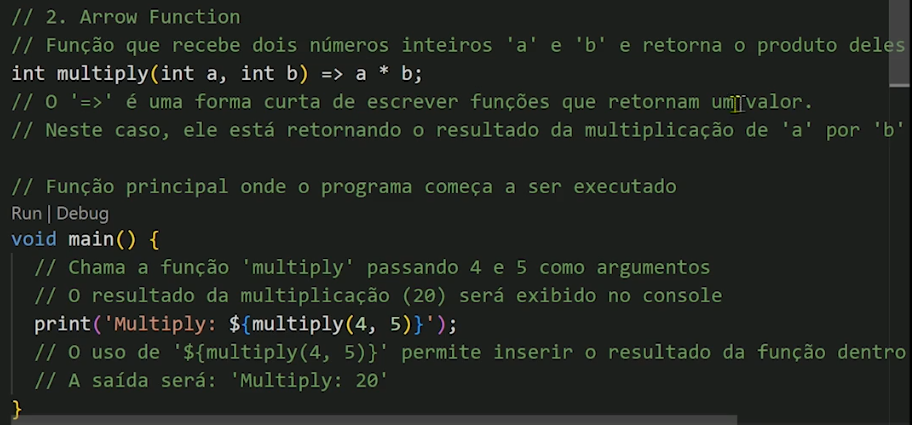 // 2. Arrow Function
// Função que recebe dois números inteiros 'a' e 'b' e retorna o produto deles
int multiply(int a, int b) => a * b;
// O '=>' é uma forma curta de escrever funções que retornam um valor.
// Neste caso, ele está retornando o resultado da multiplicação de 'a' por 'b'
// Função principal onde o programa começa a ser executado
Run | Debug
void main() {
// Chama a função 'multiply' passando 4 e 5 como argumentos
// O resultado da multiplicação (20) será exibido no console
print('Multiply: ${multiply(4, 5)}');
// O uso de '${multiply(4, 5)}' permite inserir o resultado da função dentro
// A saída será: 'Multiply: 20'
}